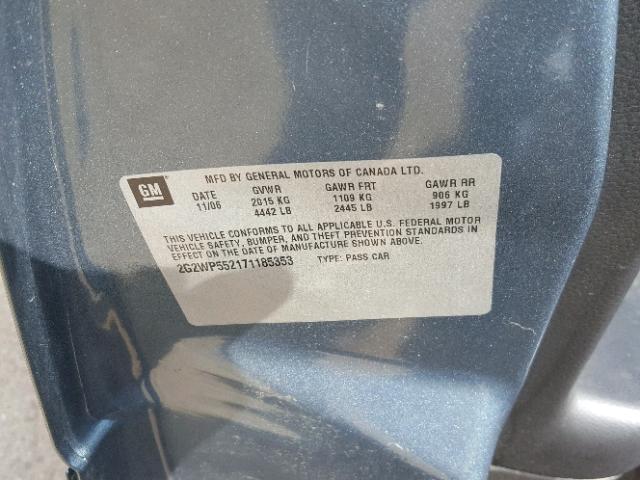 GM
MFD BY GENERAL MOTORS OF CANADA LTD.
DATE GVWR GAWR FRT GAWR RR
11/06 2015 KG 1109 KG 906 KG
4442 LB 2445 LB 1997 LB
THIS VEHICLE CONFORMS TO ALL APPLICABLE U.S. FEDERAL MOTOR
VEHICLE SAFETY, BUMPER, AND THEFT PREVENTION STANDARDS IN
EFFECT ON THE DATE OF MANUFACTURE SHOWN ABOVE.
2G2WP552171185353 TYPE: PASS CAR